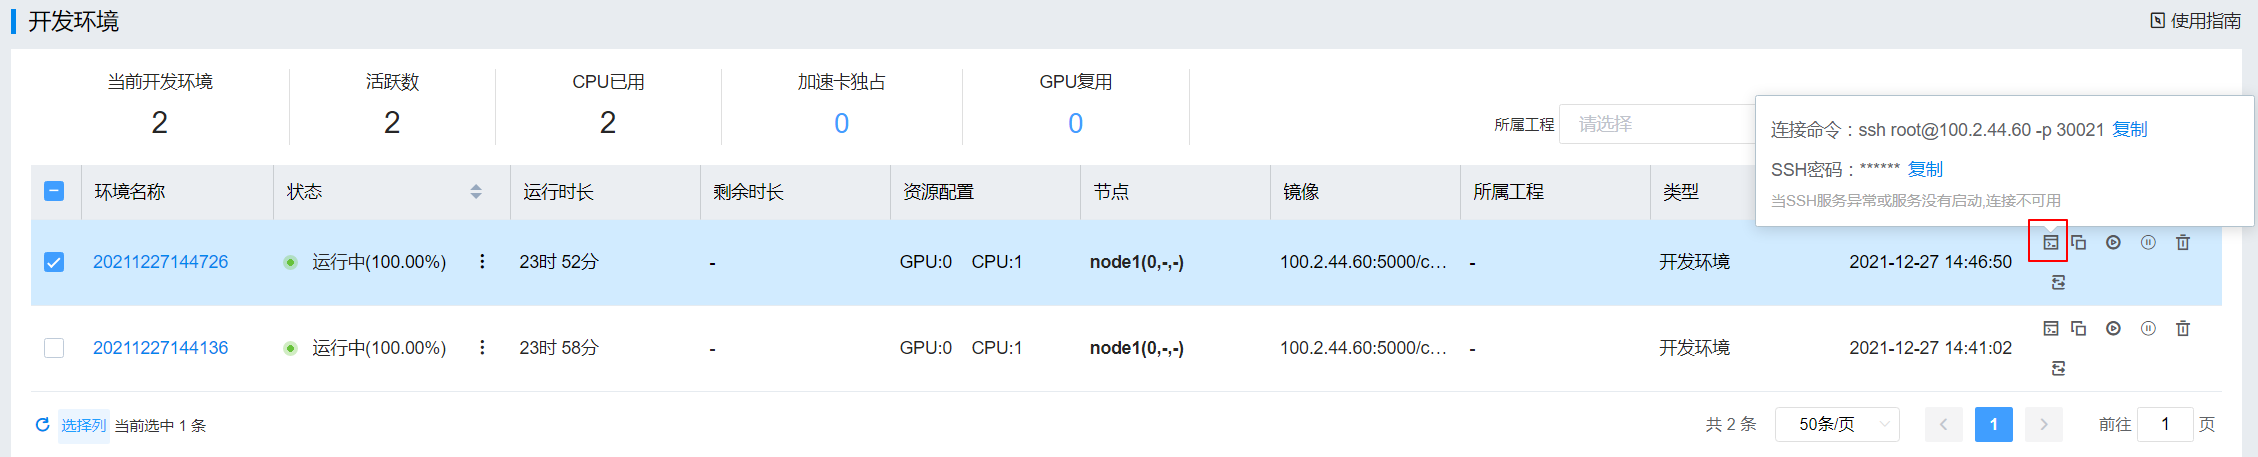 开发环境
使用指南
当前开发环境 活跃数 CPU已用 加速卡独占 GPU复用
2 2 2 0 0
所属工程 请选择
连接命令：ssh root@100.2.44.60 -p 30021 复制
SSH密码：****** 复制
当SSH服务异常或服务没有启动,连接不可用
环境名称 状态 运行时长 剩余时长 资源配置 节点 镜像 所属工程 类型
20211227144726 运行中(100.00%) 23时 52分 - GPU:0 CPU:1 node1(0,-,-) 100.2.44.60:5000/c... - 开发环境 2021-12-27 14:46:50
20211227144136 运行中(100.00%) 23时 58分 - GPU:0 CPU:1 node1(0,-,-) 100.2.44.60:5000/c... - 开发环境 2021-12-27 14:41:02
选择列 当前选中 1 条 共 2 条 50条/页 1 前往 1 页